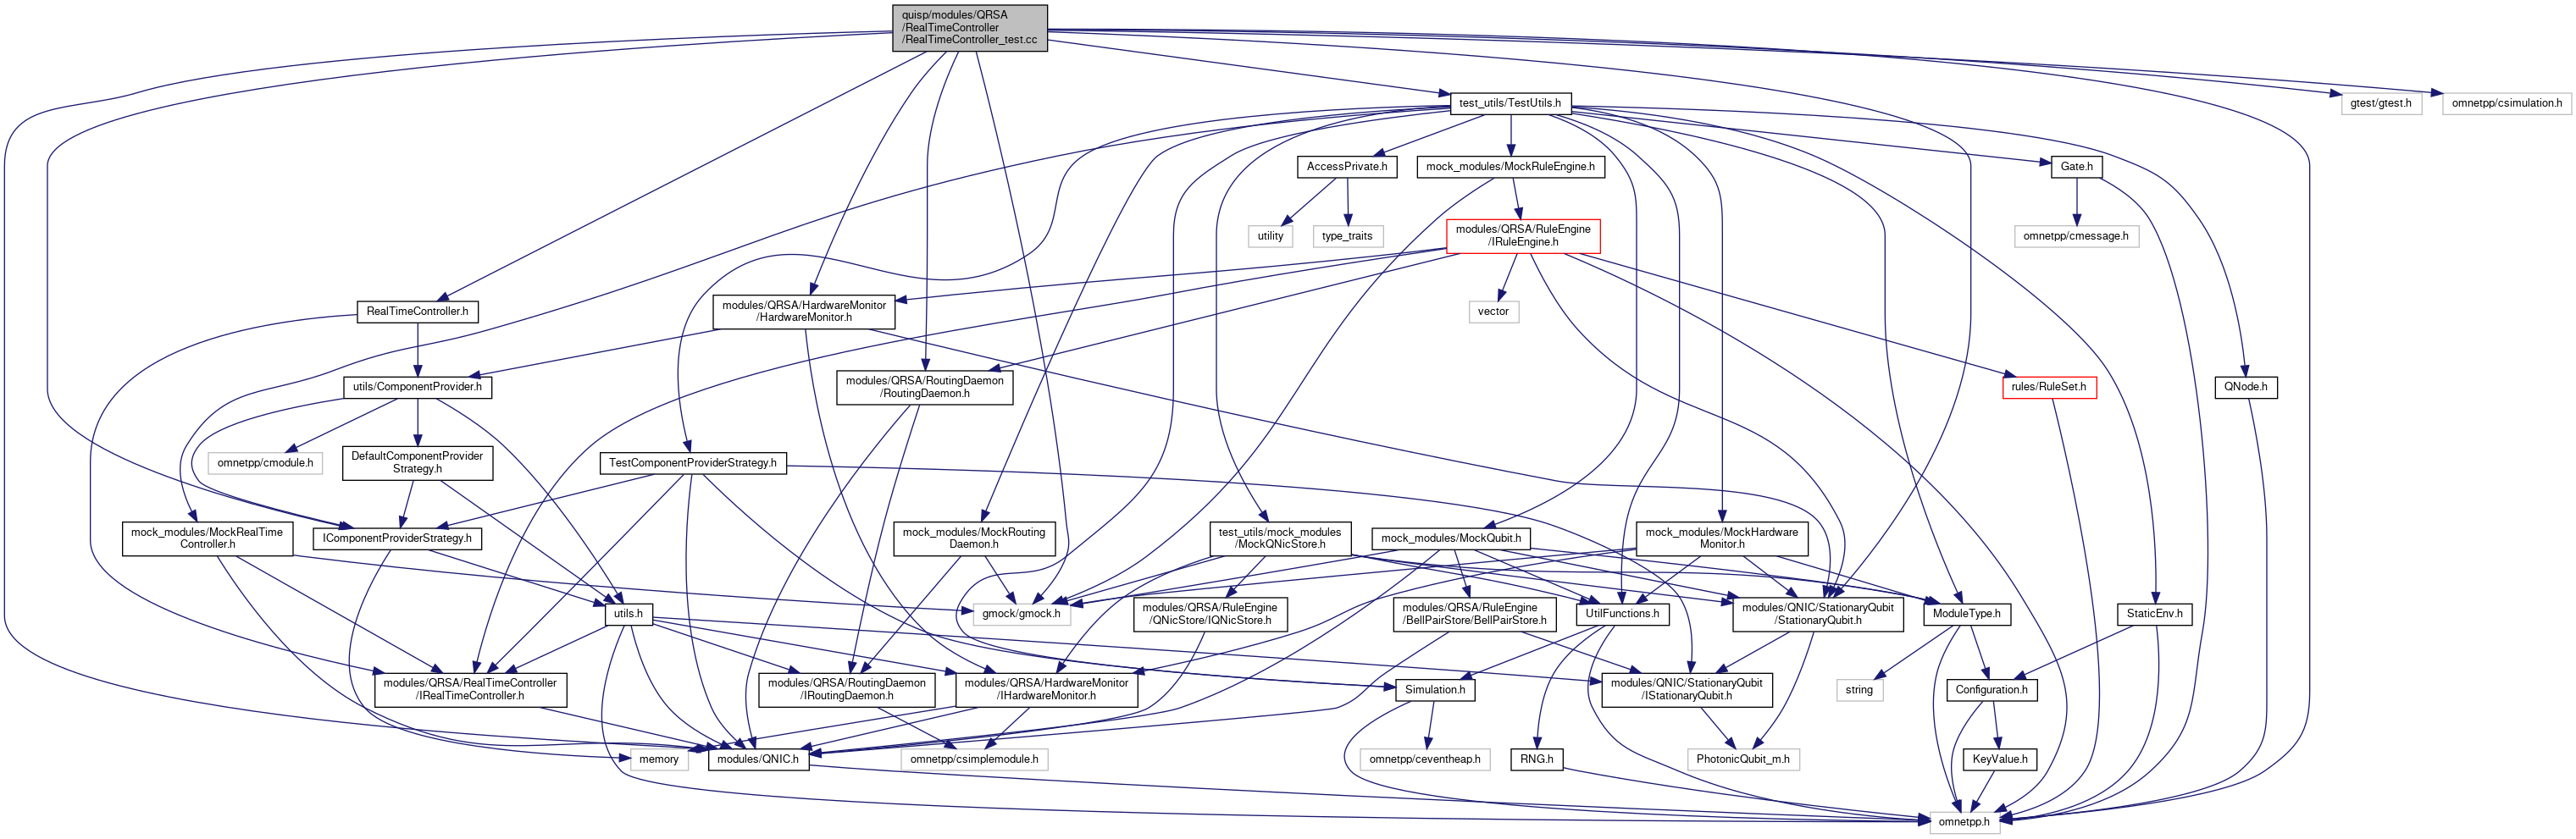 quisp/modules/QRSA
/RealTimeController
/RealTimeController_test.cc
test_utils/TestUtils.h
gtest/gtest.h
omnetpp/csimulation.h
AccessPrivate.h
mock_modules/MockRuleEngine.h
Gate.h
utility
type_traits
modules/QRSA/RuleEngine
/IRuleEngine.h
omnetpp/cmessage.h
RealTimeController.h
modules/QRSA/HardwareMonitor
/HardwareMonitor.h
vector
utils/ComponentProvider.h
modules/QRSA/RoutingDaemon
/RoutingDaemon.h
rules/RuleSet.h
QNode.h
omnetpp/cmodule.h
DefaultComponentProvider
Strategy.h
TestComponentProviderStrategy.h
mock_modules/MockRealTime
Controller.h
IComponentProviderStrategy.h
mock_modules/MockRouting
Daemon.h
test_utils/mock_modules
/MockQNicStore.h
mock_modules/MockQubit.h
mock_modules/MockHardware
Monitor.h
utils.h
gmock/gmock.h
modules/QRSA/RuleEngine
/QNicStore/IQNicStore.h
modules/QRSA/RuleEngine
/BellPairStore/BellPairStore.h
UtilFunctions.h
modules/QNIC/StationaryQubit
/StationaryQubit.h
ModuleType.h
StaticEnv.h
modules/QRSA/RealTimeController
/IRealTimeController.h
modules/QRSA/RoutingDaemon
/IRoutingDaemon.h
modules/QRSA/HardwareMonitor
/IHardwareMonitor.h
Simulation.h
modules/QNIC/StationaryQubit
/IStationaryQubit.h
string
Configuration.h
memory
modules/QNIC.h
omnetpp/csimplemodule.h
omnetpp/ceventheap.h
RNG.h
PhotonicQubit_m.h
KeyValue.h
omnetpp.h